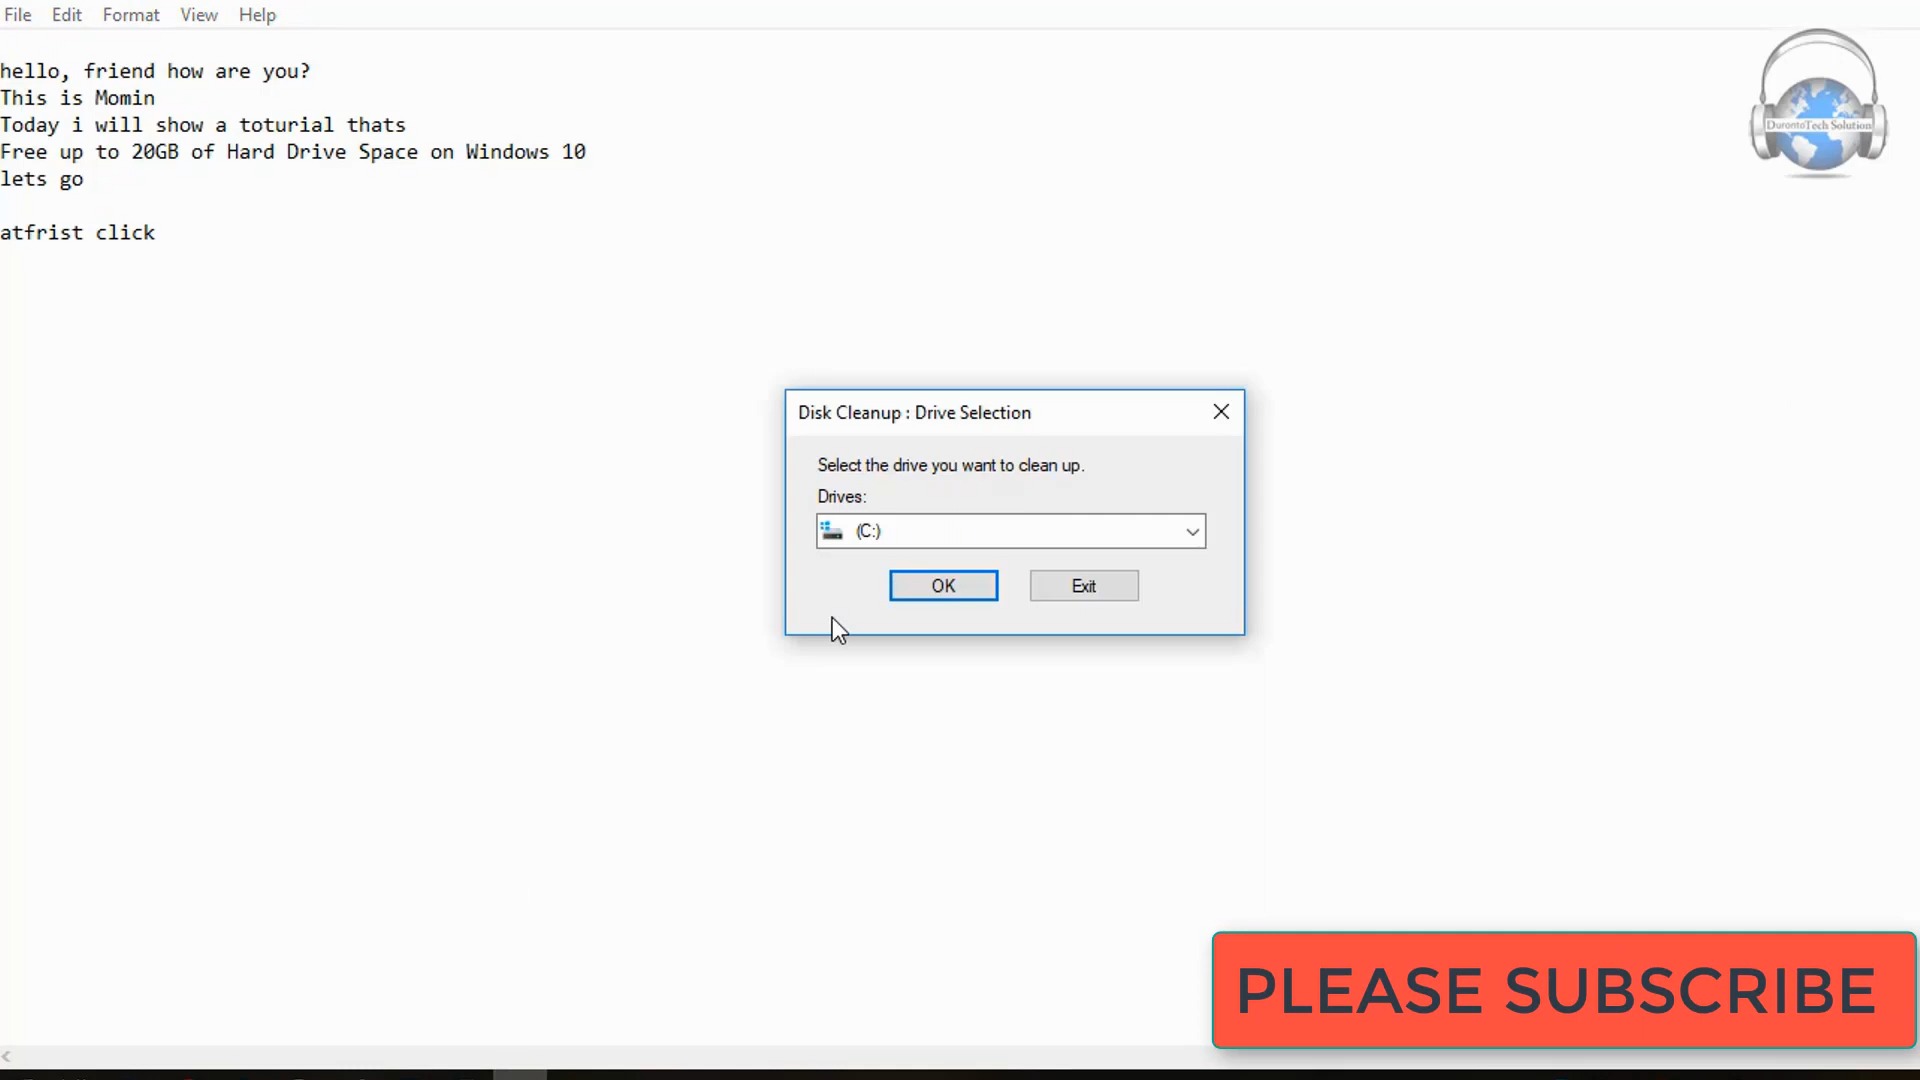 File Edit Format View Help
hello, friend how are you?
This is Momin
Today i will show a toturial thats
Free up to 20GB of Hard Drive Space on Windows 10
lets go
atfrist click
DurontoTech Solution
Disk Cleanup : Drive Selection
Select the drive you want to clean up.
Drives:
(C:)
OK Exit
PLEASE SUBSCRIBE